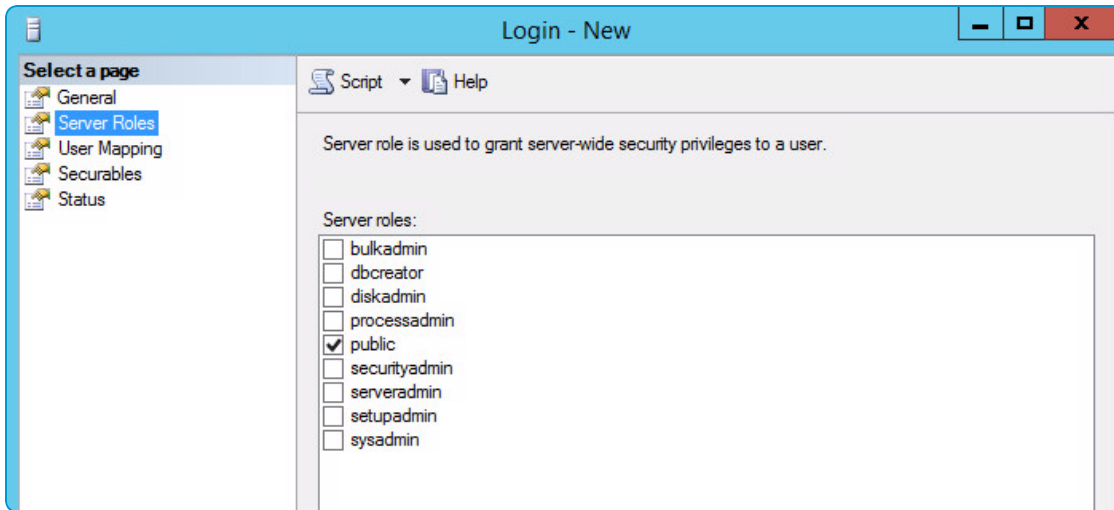 Login - New
Select a page
General
Server Roles
User Mapping
Securables
Status
Script Help
Server role is used to grant server-wide security privileges to a user.
Server roles:
bulkadmin
dbcreator
diskadmin
processadmin
public
securityadmin
serveradmin
setupadmin
sysadmin